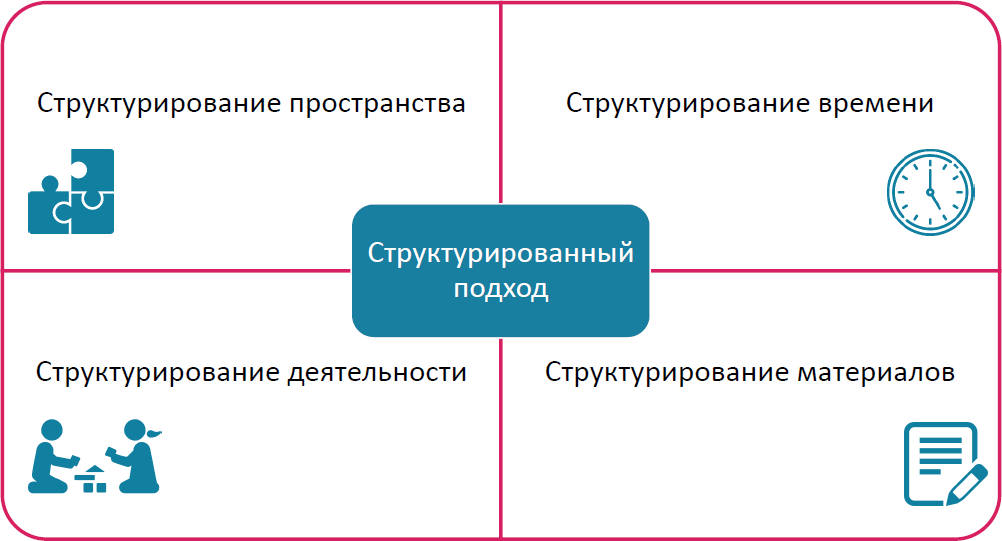 Структурирование пространства
Структурирование времени
Структурированный
подход
Структурирование деятельности
Структурирование материалов